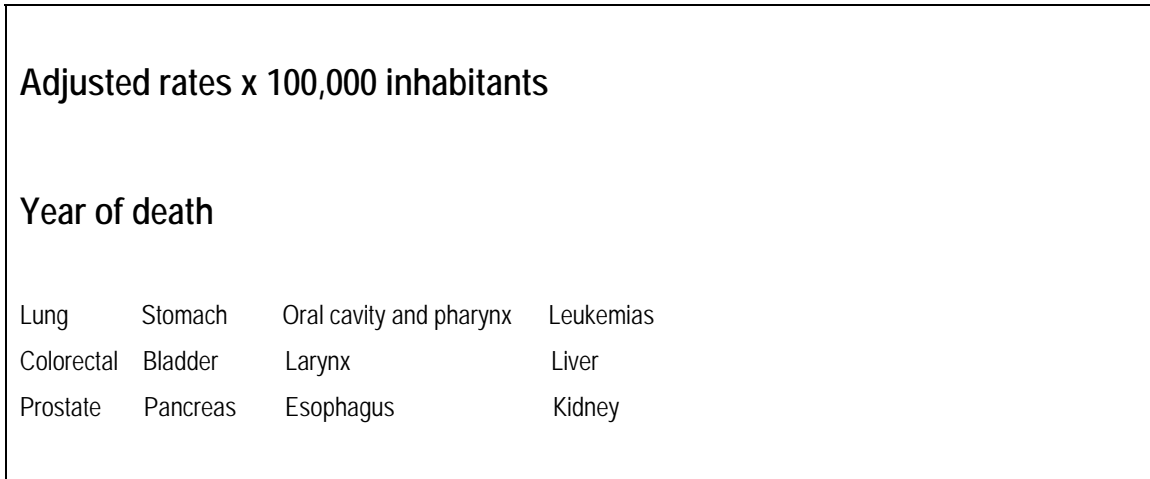 Adjusted rates x 100,000 inhabitants
Year of death
Lung Stomach Oral cavity and pharynx Leukemias
Colorectal Bladder Larynx Liver
Prostate Pancreas Esophagus Kidney